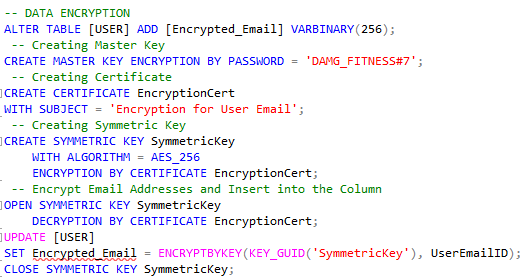 -- DATA ENCRYPTION
ALTER TABLE [USER] ADD [Encrypted_Email] VARBINARY(256);
-- Creating Master Key
CREATE MASTER KEY ENCRYPTION BY PASSWORD = 'DAMG_FITNESS#7';
-- Creating Certificate
CREATE CERTIFICATE EncryptionCert
WITH SUBJECT = 'Encryption for User Email';
-- Creating Symmetric Key
CREATE SYMMETRIC KEY SymmetricKey
WITH ALGORITHM = AES_256
ENCRYPTION BY CERTIFICATE EncryptionCert;
-- Encrypt Email Addresses and Insert into the Column
OPEN SYMMETRIC KEY SymmetricKey
DECRYPTION BY CERTIFICATE EncryptionCert;
UPDATE [USER]
SET Encrypted_Email = ENCRYPTBYKEY(KEY_GUID('SymmetricKey'), UserEmailID);
CLOSE SYMMETRIC KEY SymmetricKey;